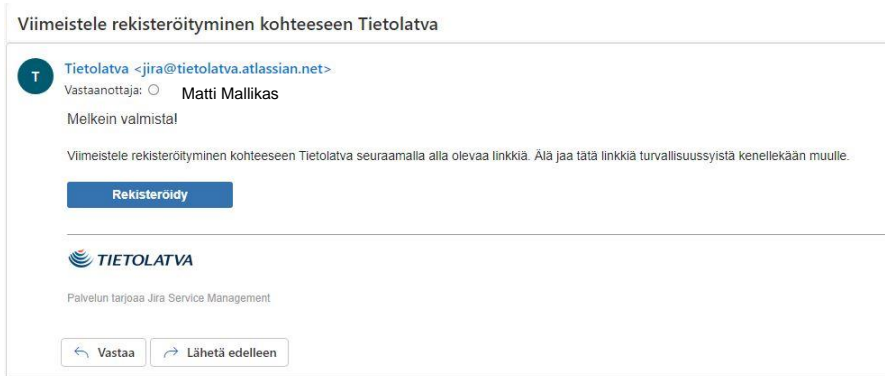 Viimeistele rekisteröityminen kohteeseen Tietolatva
T
Tietolatva <jira@tietolatva.atlassian.net>
Vastaanottaja: Matti Mallikas
Melkein valmista!
Viimeistele rekisteröityminen kohteeseen Tietolatva seuraamalla alla olevaa linkkiä. Älä jaa tätä linkkiä turvallisuussyistä kenellekään muulle.
Rekisteröidy
TIETOLATVA
Palvelun tarjoaa Jira Service Management
Vastaa Lähetä edelleen